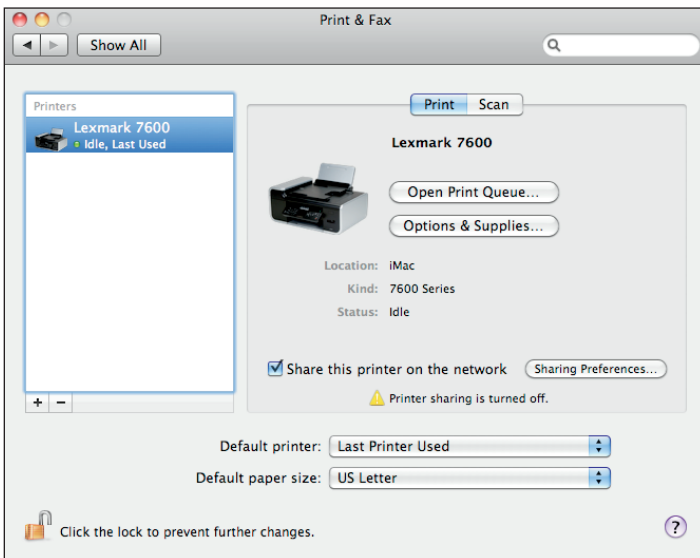 Print & Fax
Show All
Printers
Lexmark 7600
Idle, Last Used
Print Scan
Lexmark 7600
Open Print Queue...
Options & Supplies...
Location: iMac
Kind: 7600 Series
Status: Idle
Share this printer on the network Sharing Preferences...
Printer sharing is turned off.
+ −
Default printer: Last Printer Used
Default paper size: US Letter
Click the lock to prevent further changes. ?